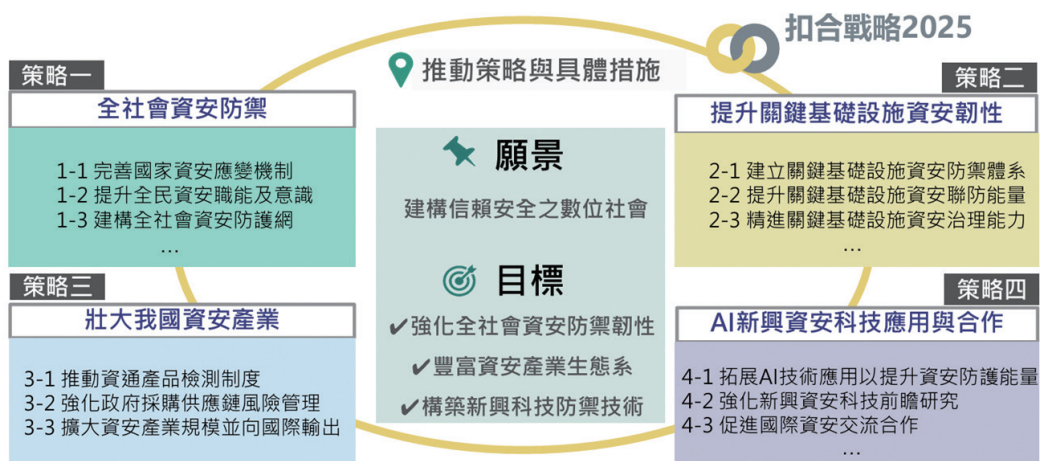 扣合戰略2025
推動策略與具體措施
策略一
全社會資安防禦
1-1 完善國家資安應變機制
1-2 提升全民資安職能及意識
1-3 建構全社會資安防護網
…
策略二
提升關鍵基礎設施資安韌性
2-1 建立關鍵基礎設施資安防禦體系
2-2 提升關鍵基礎設施資安聯防能量
2-3 精進關鍵基礎設施資安治理能力
…
願景
建構信賴安全之數位社會
目標
✔強化全社會資安防禦韌性
✔豐富資安產業生態系
✔構築新興科技防禦技術
策略三
壯大我國資安產業
3-1 推動資通產品檢測制度
3-2 強化政府採購供應鏈風險管理
3-3 擴大資安產業規模並向國際輸出
策略四
AI新興資安科技應用與合作
4-1 拓展AI技術應用以提升資安防護能量
4-2 強化新興資安科技前瞻研究
4-3 促進國際資安交流合作
…